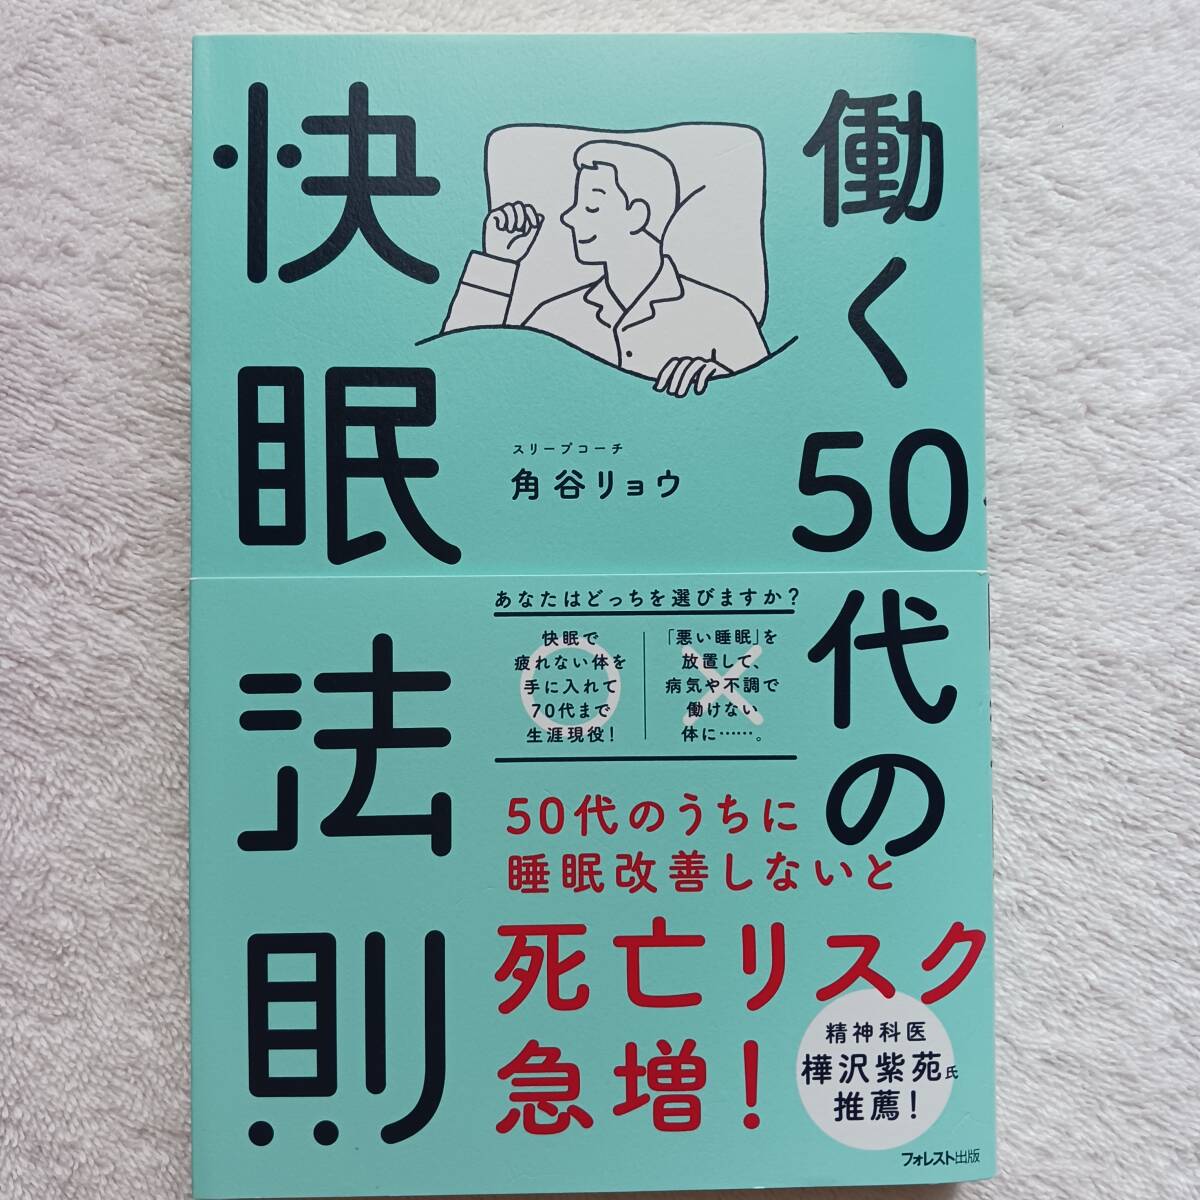 働く50代の
快眠法則
スリープコーチ
角谷リョウ
あなたはどっちを選びますか?
快眠で
疲れない体を
手に入れて
70代まで
生涯現役!
「悪い睡眠」を
放置して、
病気や不調で
働けない
体に……。
50代のうちに
睡眠改善しないと
死亡リスク
急増!
精神科医
樺沢紫苑氏
推薦!
フォレスト出版